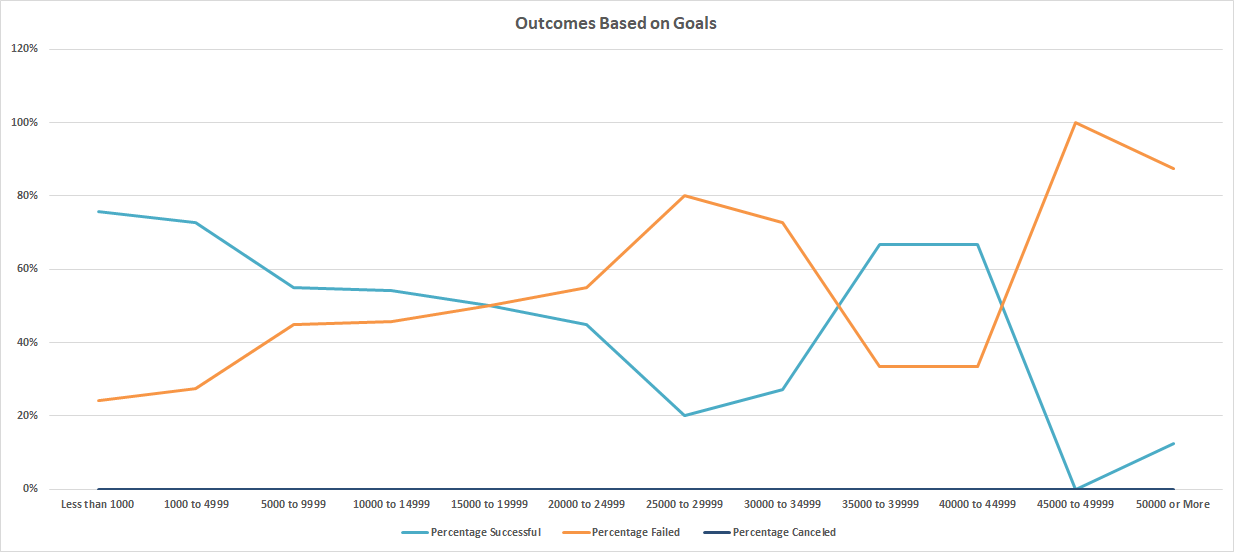 Outcomes Based on Goals
120%
100%
80%
60%
40%
20%
0%
Less than 1000 1000 to 4999 5000 to 9999 10000 to 14999 15000 to 19999 20000 to 24999 25000 to 29999 30000 to 34999 35000 to 39999 40000 to 44999 45000 to 49999 50000 or More
Percentage Successful Percentage Failed Percentage Canceled